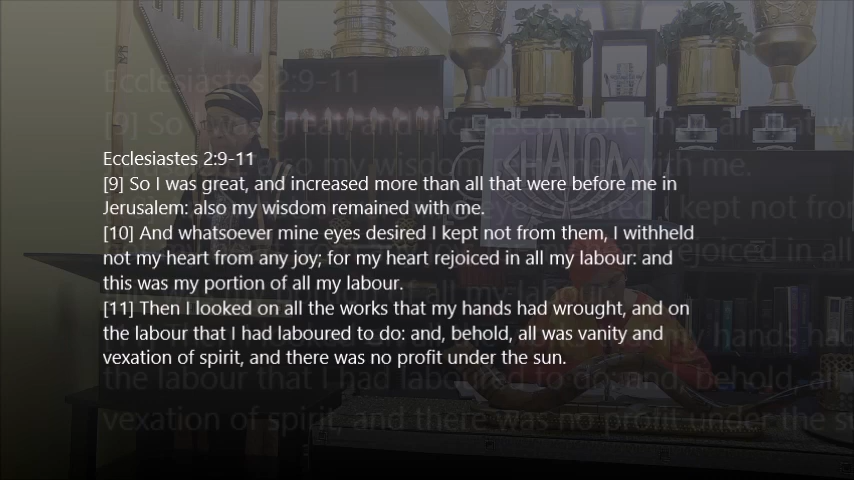 Ecclesiastes 2:9-11
[9] So I was great, and increased more than all that were before me in
Jerusalem: also my wisdom remained with me.
[10] And whatsoever mine eyes desired I kept not from them, I withheld
not my heart from any joy; for my heart rejoiced in all my labour: and
this was my portion of all my labour.
[11] Then I looked on all the works that my hands had wrought, and on
the labour that I had laboured to do: and, behold, all was vanity and
vexation of spirit, and there was no profit under the sun.
SHALOM